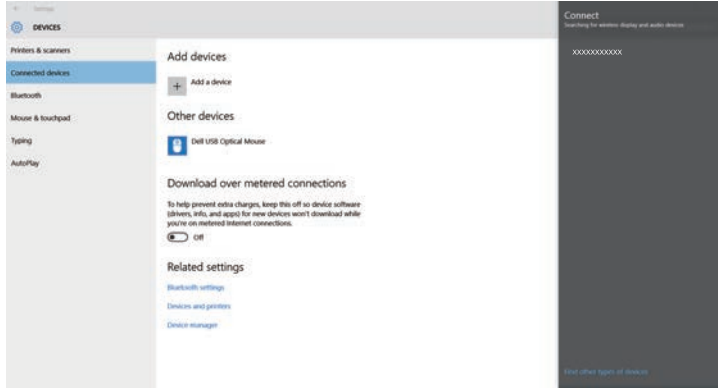 Settings
DEVICES
Printers & scanners
Connected devices
Bluetooth
Mouse & touchpad
Typing
AutoPlay
Add devices
+ Add a device
Other devices
Dell USB Optical Mouse
Download over metered connections
To help prevent extra charges, keep this off so device software
(drivers, info, and apps) for new devices won't download while
you're on metered Internet connections.
Off
Related settings
Bluetooth settings
Devices and printers
Device manager
Connect
Searching for wireless display and audio devices
xxxxxxxxxxx
Find other types of devices